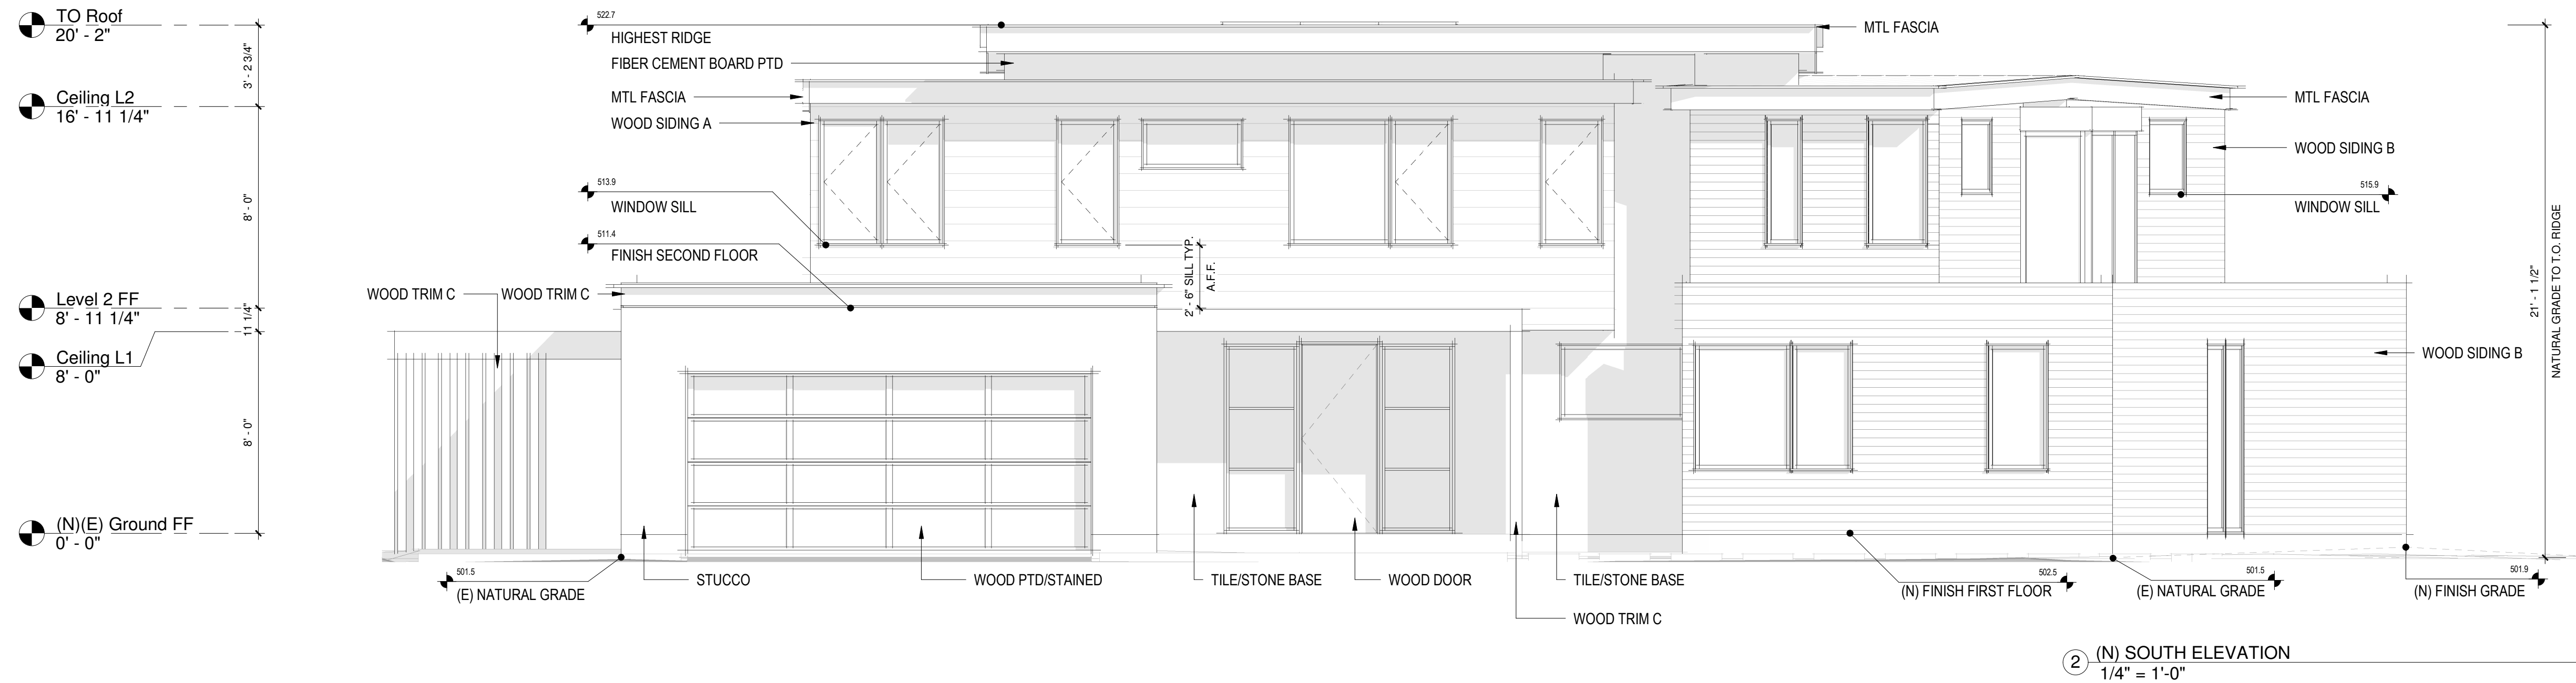 TO Roof
20' - 2"
Ceiling L2
16' - 11 1/4"
Level 2 FF
8' - 11 1/4"
Ceiling L1
8' - 0"
(N)(E) Ground FF
0' - 0"
3' - 2 3/4"
8' - 0"
11 1/4"
8' - 0"
522.7
HIGHEST RIDGE
FIBER CEMENT BOARD PTD
MTL FASCIA
WOOD SIDING A
513.9
WINDOW SILL
511.4
FINISH SECOND FLOOR
WOOD TRIM C
WOOD TRIM C
2' - 6" SILL TYP.
A.F.F.
MTL FASCIA
MTL FASCIA
WOOD SIDING B
515.9
WINDOW SILL
WOOD SIDING B
21' - 1 1/2"
NATURAL GRADE TO T.O. RIDGE
501.5
(E) NATURAL GRADE
STUCCO
WOOD PTD/STAINED
TILE/STONE BASE
WOOD DOOR
TILE/STONE BASE
WOOD TRIM C
502.5
(N) FINISH FIRST FLOOR
501.5
(E) NATURAL GRADE
501.9
(N) FINISH GRADE
2
(N) SOUTH ELEVATION
1/4" = 1'-0"